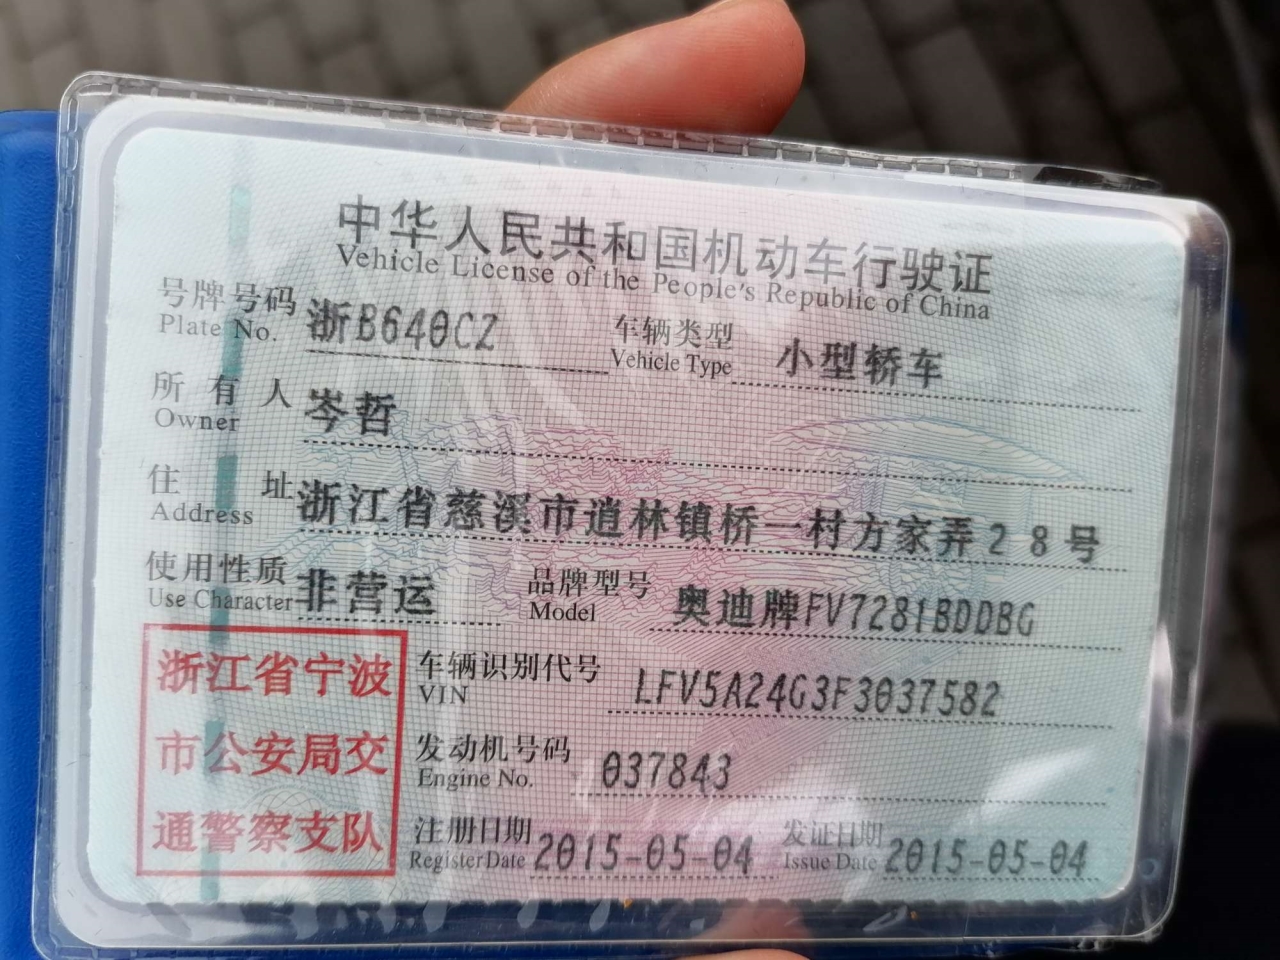 中华人民共和国机动车行驶证
Vehicle License of the People's Republic of China
号牌号码 浙B640CZ 车辆类型 小型轿车
Plate No. Vehicle Type
所有人 岑哲
Owner
住址 浙江省慈溪市逍林镇桥一村方家弄28号
Address
使用性质 非营运 品牌型号 奥迪牌FV7281BDDBG
Use Character Model
浙江省宁波
市公安局交
通警察支队
车辆识别代号 LFV5A24G3F3037582
VIN
发动机号码 037843
Engine No.
注册日期 2015-05-04 发证日期 2015-05-04
Register Date Issue Date